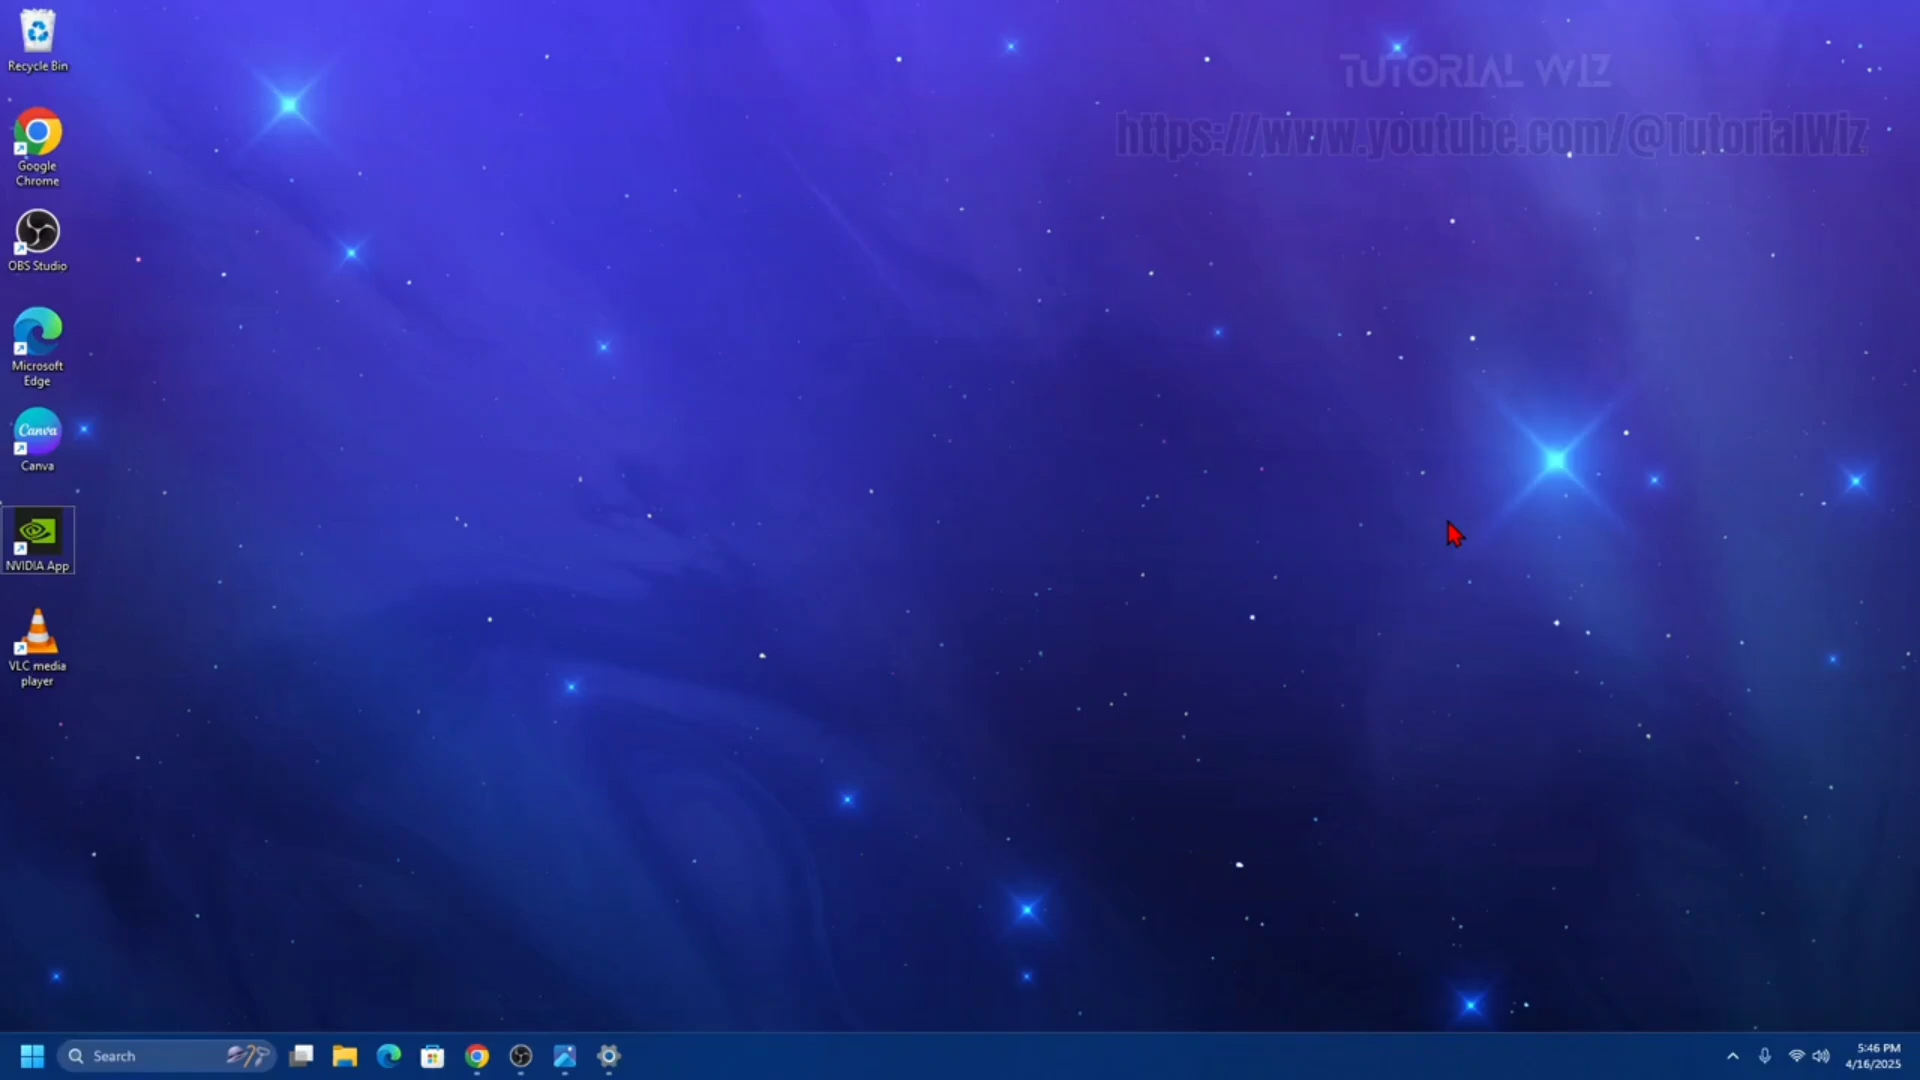 Recycle Bin
Google
Chrome
OBS Studio
Microsoft
Edge
Canva
Canva
NVIDIA App
VLC media
player
TUTORIAL WIZ
https://www.youtube.com/@TutorialWiz
Search
5:46 PM
4/16/2025